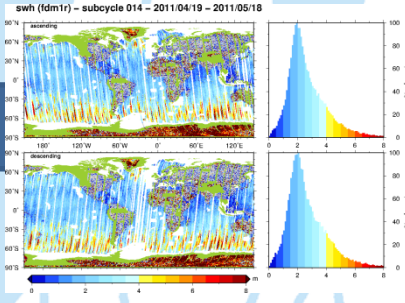 swh (fdm1r) – subcycle 014 – 2011/04/19 – 2011/05/18
ascending
90˚N
60˚N
30˚N
0˚
30˚S
60˚S
90˚S
180˚ 120˚W 60˚W 0˚ 60˚E 120˚E
100
80
60
40
20
0
0 2 4 6 8
descending
90˚N
60˚N
30˚N
0˚
30˚S
60˚S
90˚S
100
80
60
40
20
0
0 2 4 6 8
0 2 4 6 8 m